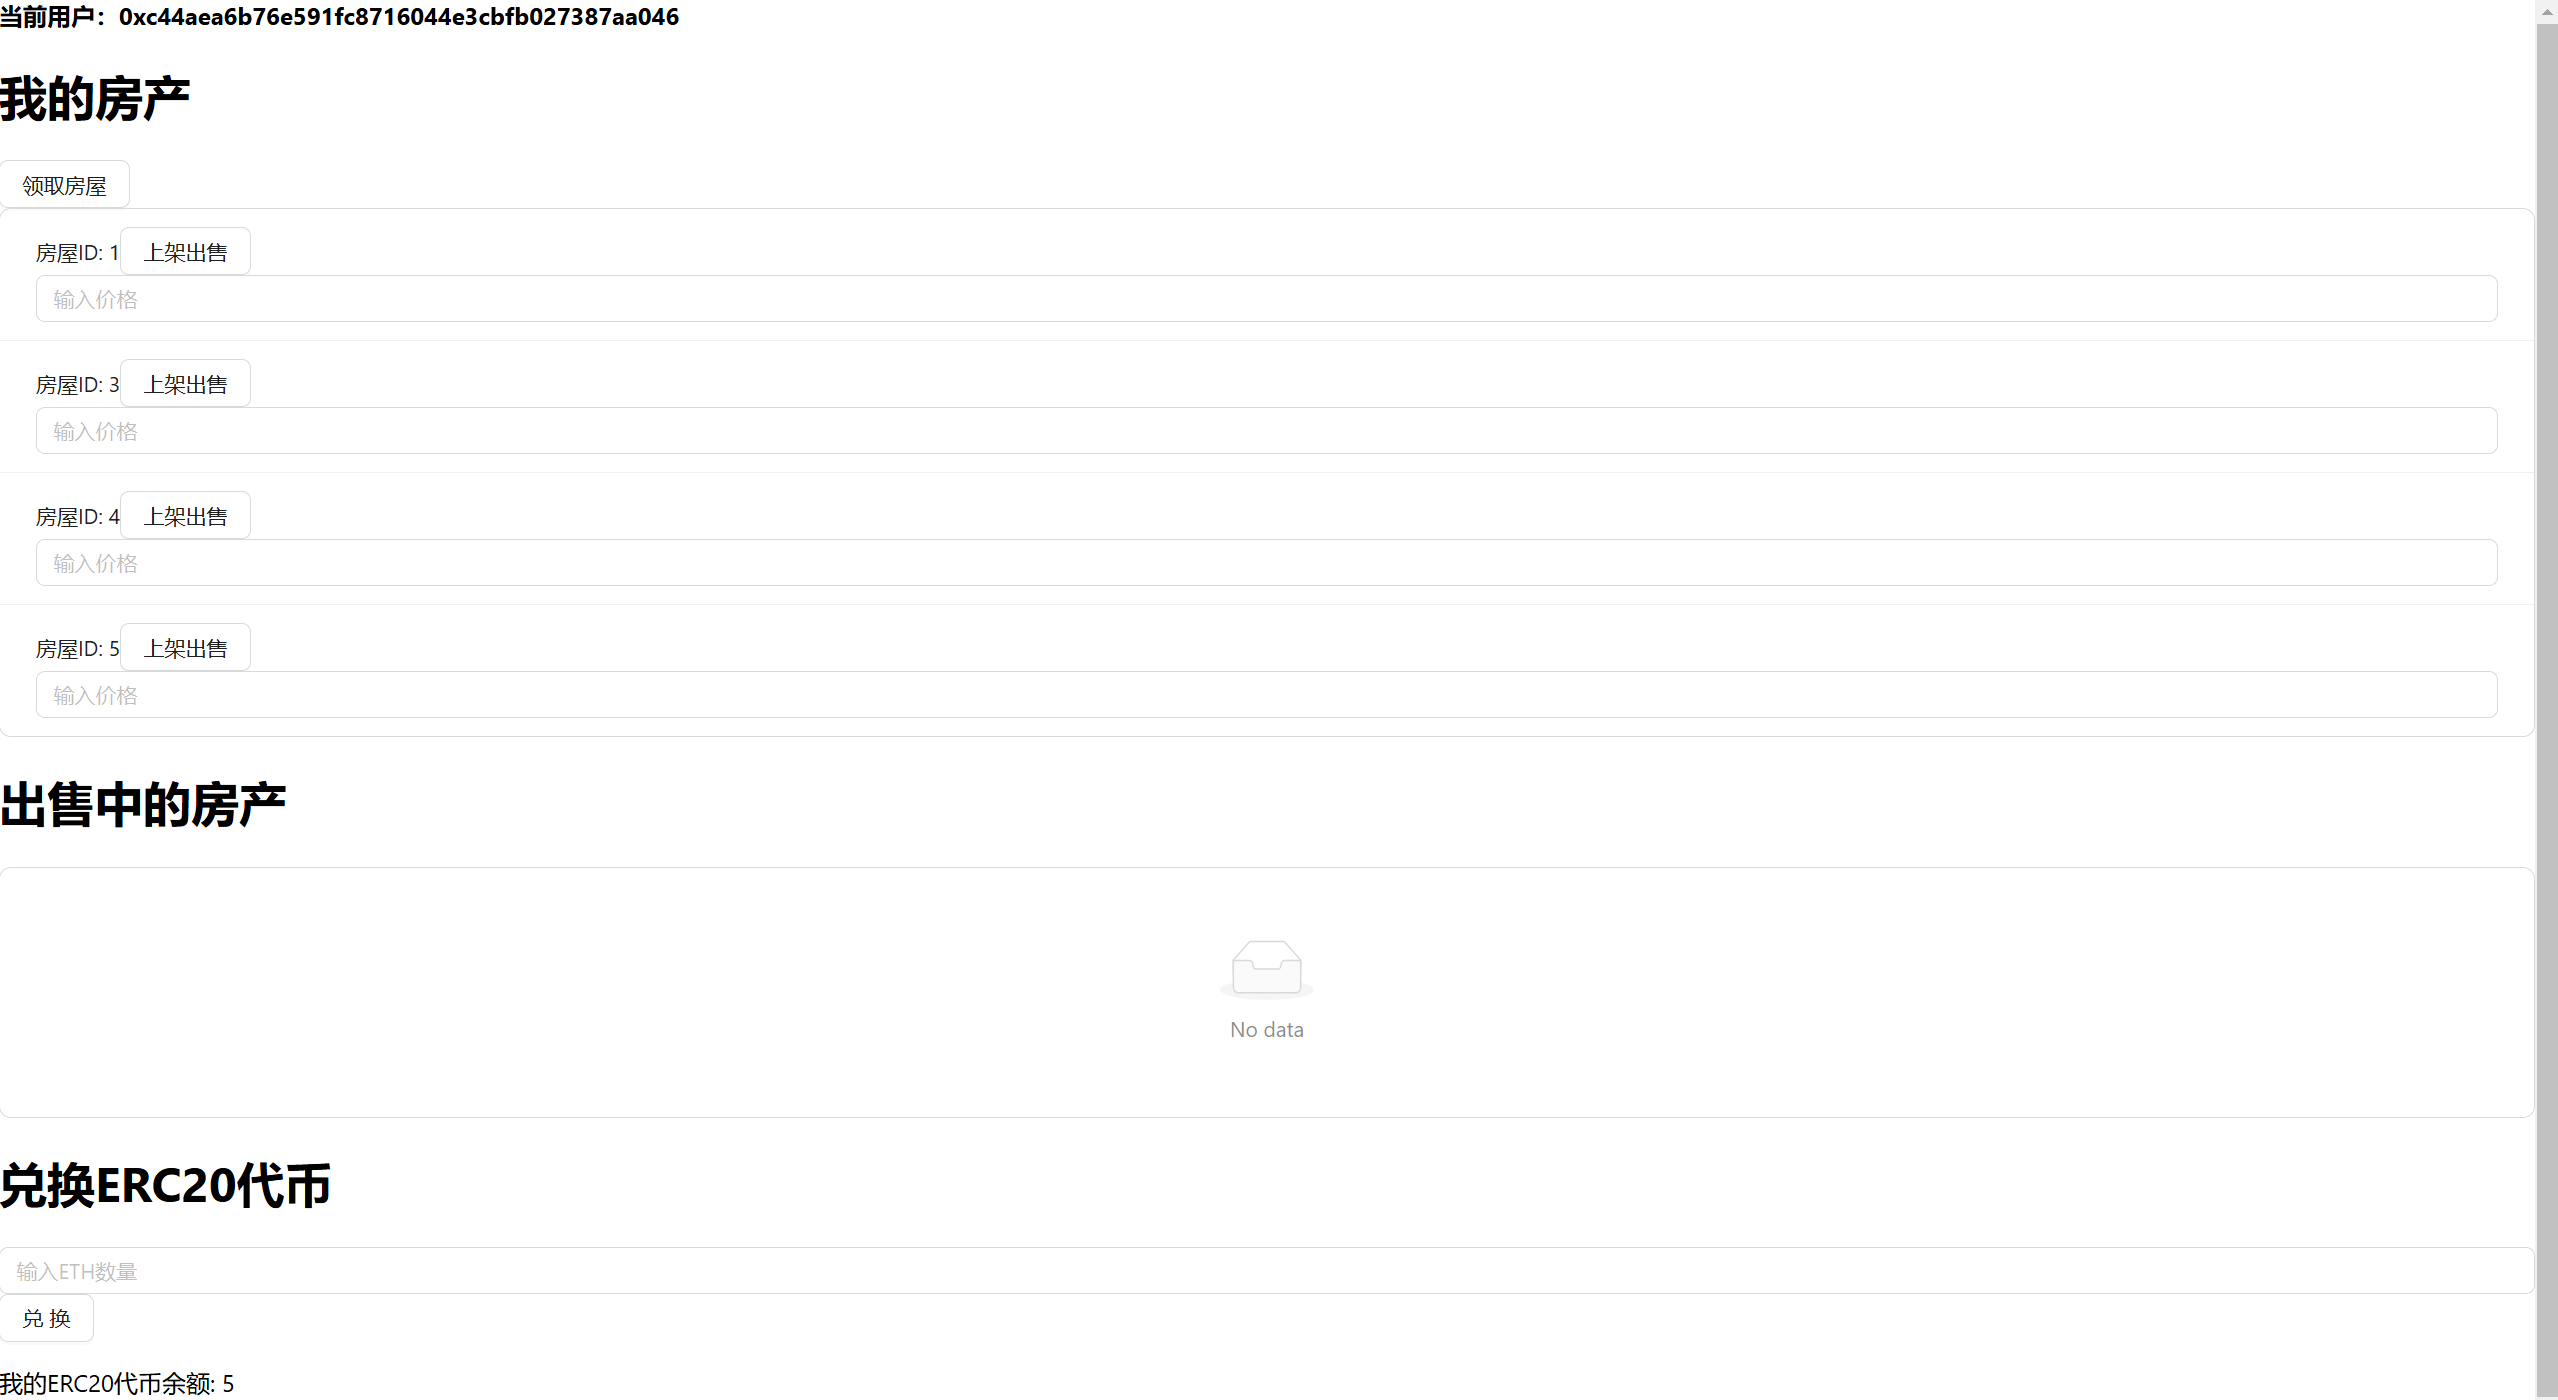 当前用户：0xc44aea6b76e591fc8716044e3cbfb027387aa046
我的房产
领取房屋
房屋ID: 1 上架出售
输入价格
房屋ID: 3 上架出售
输入价格
房屋ID: 4 上架出售
输入价格
房屋ID: 5 上架出售
输入价格
出售中的房产
No data
兑换ERC20代币
输入ETH数量
兑 换
我的ERC20代币余额: 5